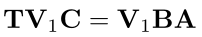 TV₁C = V₁BA